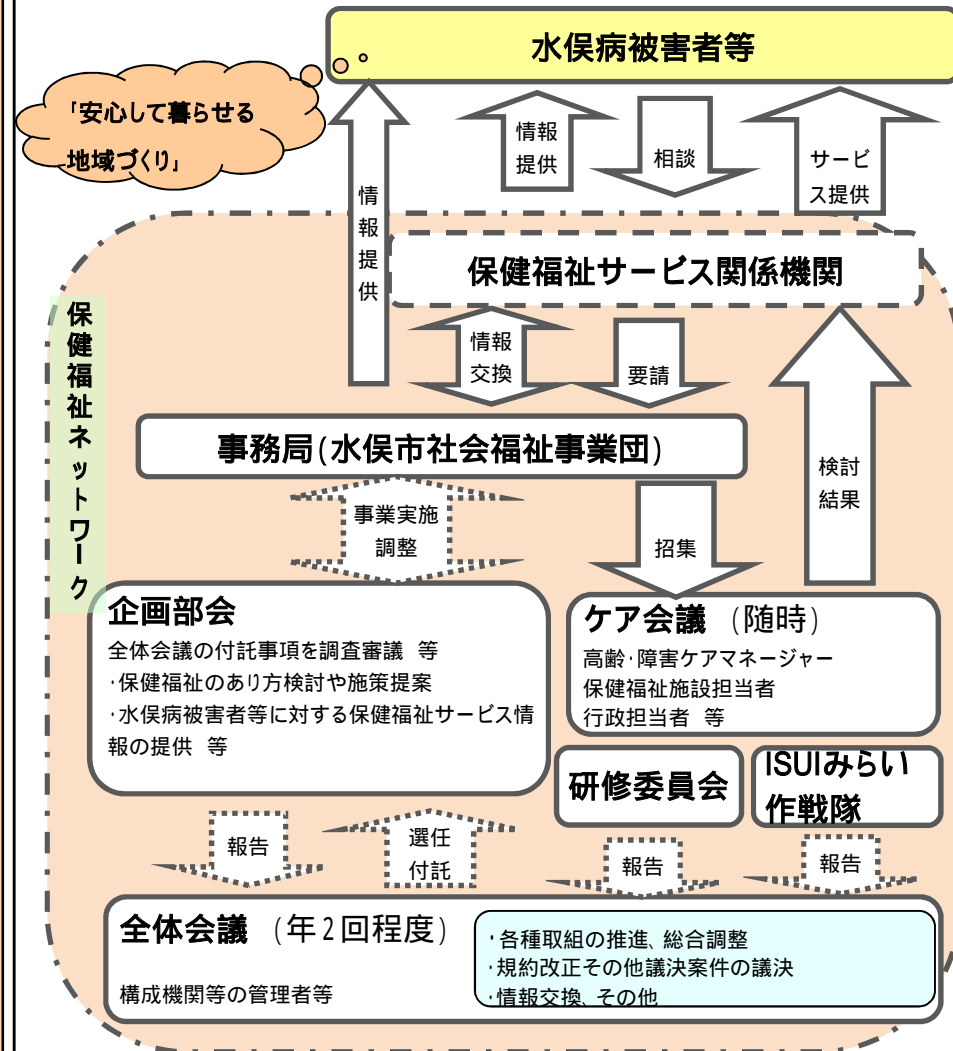 水俣病被害者等
「安心して暮らせる
地域づくり」
情報
提供
相談
サービ
ス提供
情報提供
保健福祉サービス関係機関
保健福祉ネットワーク
情報
交換
要請
事務局(水俣市社会福祉事業団)
検討
結果
事業実施
調整
招集
企画部会
全体会議の付託事項を調査審議 等
・保健福祉のあり方検討や施策提案
・水俣病被害者等に対する保健福祉サービス情
報の提供 等
ケア会議 (随時)
高齢・障害ケアマネージャー
保健福祉施設担当者
行政担当者 等
研修委員会
ISUIみらい
作戦隊
報告
選任
付託
報告
報告
全体会議 (年2回程度)
構成機関等の管理者等
・各種取組の推進、総合調整
・規約改正その他議決案件の議決
・情報交換、その他